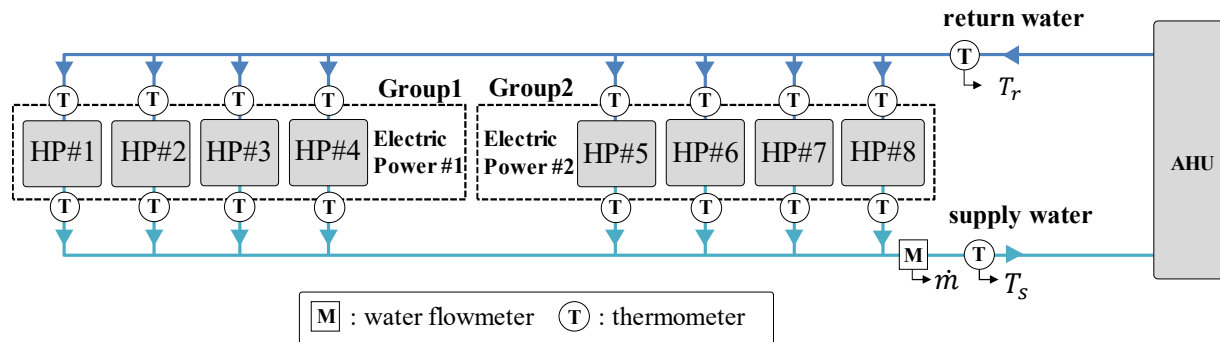 return water
T
T_r
Group1
Group2
T T T T T T T T
HP#1 HP#2 HP#3 HP#4
Electric
Power #1
Electric
Power #2
HP#5 HP#6 HP#7 HP#8
AHU
T T T T T T T T
supply water
M T
ṁ T_s
M : water flowmeter T : thermometer